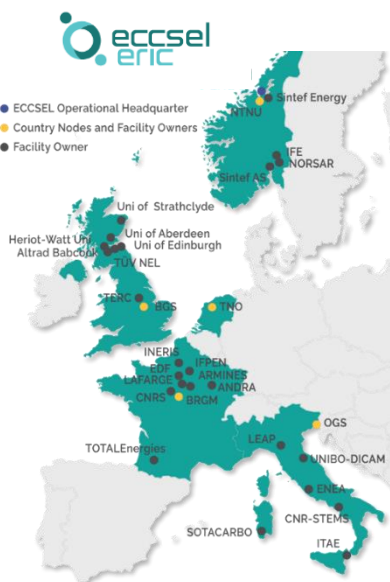 eccsel
eric
ECCSEL Operational Headquarter
Country Nodes and Facility Owners
Facility Owner
Sintef Energy
NTNU
IFE
NORSAR
Sintef AS
Uni of Strathclyde
Uni of Aberdeen
Heriot-Watt Uni
Uni of Edinburgh
Altrad Babcock
TÜV NEL
TERC
BGS
TNO
INERIS
IFPEN
EDF
ARMINES
LAFARGE
ANDRA
CNRS
BRGM
OGS
LEAP
TOTALEnergies
UNIBO-DICAM
ENEA
CNR-STEMS
SOTACARBO
ITAE